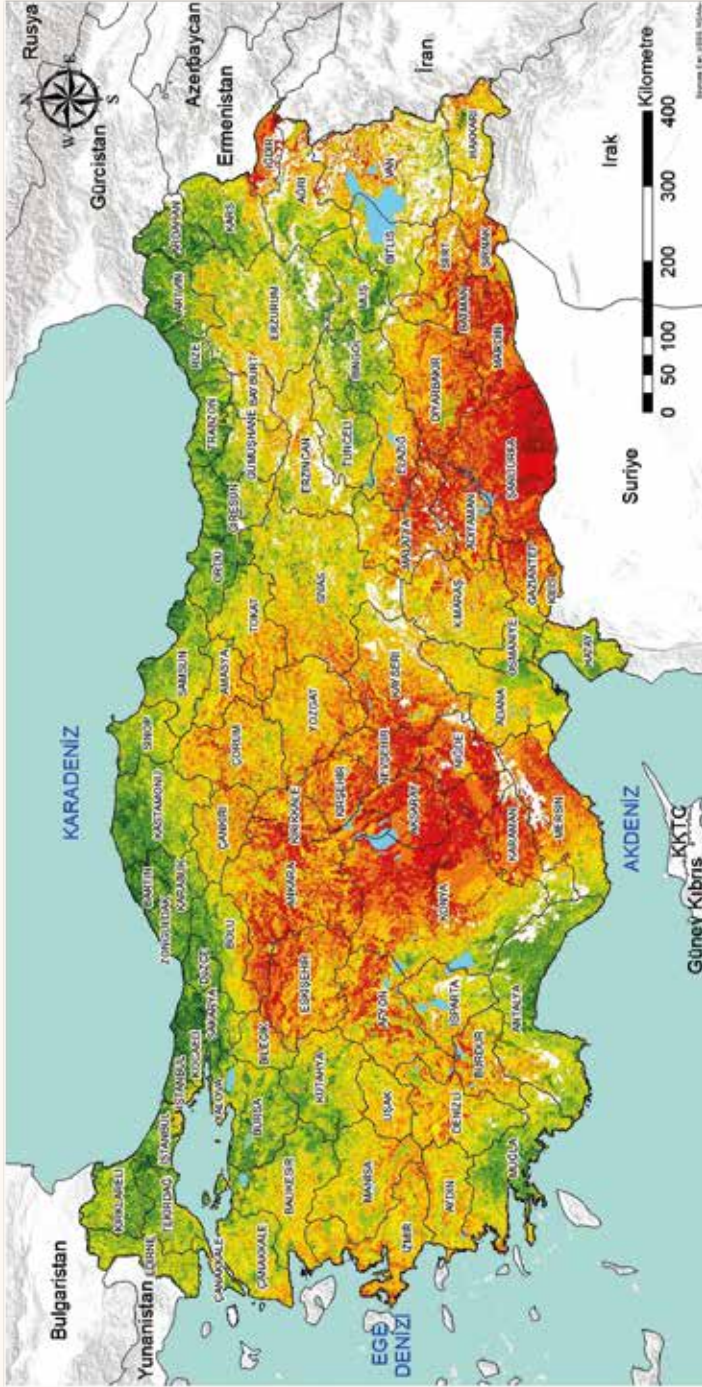 Rusya
Bulgaristan
Gürcistan
N
W
E
S
KARADENİZ
Azerbaycan
Yunanistan
Ermenistan
İran
KIRKLARELİ
EDİRNE
TEKİRDAĞ
İSTANBUL
İSTANBUL
KOCAELİ
YALOVA
SAKARYA
DÜZCE
ZONGULDAK
BARTIN
KARABÜK
KASTAMONU
SİNOP
SAMSUN
ORDU
GİRESUN
TRABZON
RİZE
ARTVİN
ARDAHAN
KARS
IĞDIR
AĞRI
ÇANAKKALE
ÇANAKKALE
BALIKESİR
BURSA
BİLECİK
BOLU
ÇANKIRI
ÇORUM
AMASYA
TOKAT
GÜMÜŞHANE
BAYBURT
ERZURUM
ERZİNCAN
KÜTAHYA
ESKİŞEHİR
ANKARA
KIRIKKALE
YOZGAT
SİVAS
TUNCELİ
BİNGÖL
MUŞ
BİTLİS
VAN
MANİSA
UŞAK
AFYON
KIRŞEHİR
NEVŞEHİR
KAYSERİ
MALATYA
ELAZIĞ
DİYARBAKIR
BATMAN
SİİRT
HAKKARİ
ŞIRNAK
EGE
DENİZİ
İZMİR
AYDIN
DENİZLİ
ISPARTA
BURDUR
KONYA
AKSARAY
NİĞDE
K.MARAŞ
ADIYAMAN
MARDİN
ŞANLIURFA
MUĞLA
ANTALYA
KARAMAN
MERSİN
ADANA
OSMANİYE
GAZİANTEP
KİLİS
HATAY
AKDENİZ
KKTC
Güney Kıbrıs
Suriye
Irak
0 50 100 200 300 400
Kilometre